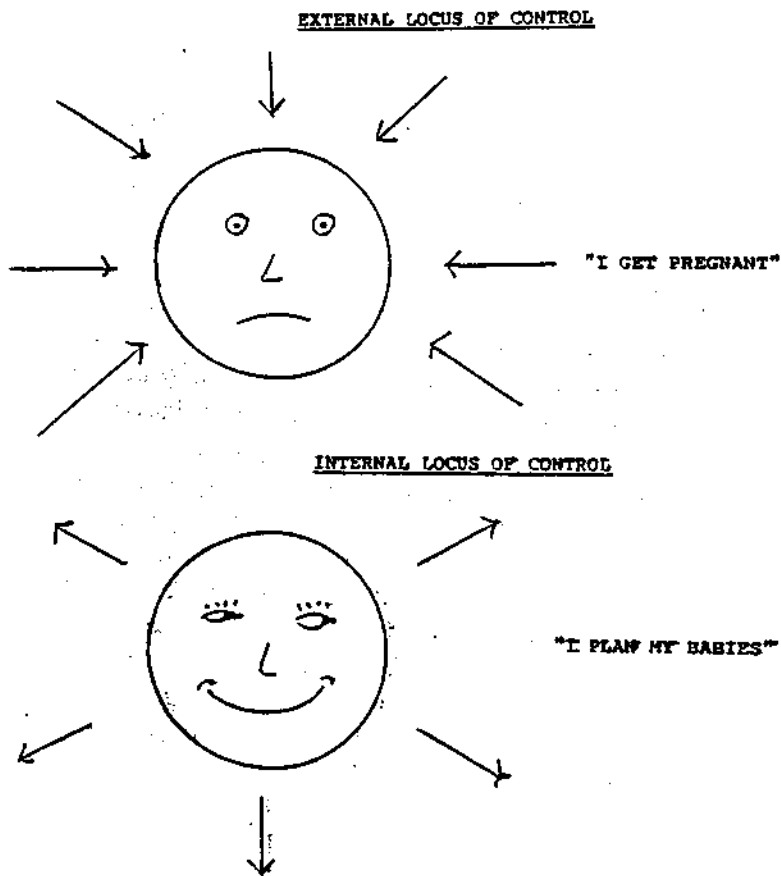 EXTERNAL LOCUS OF CONTROL
"I GET PREGNANT"
INTERNAL LOCUS OF CONTROL
"I PLAN MY BABIES"